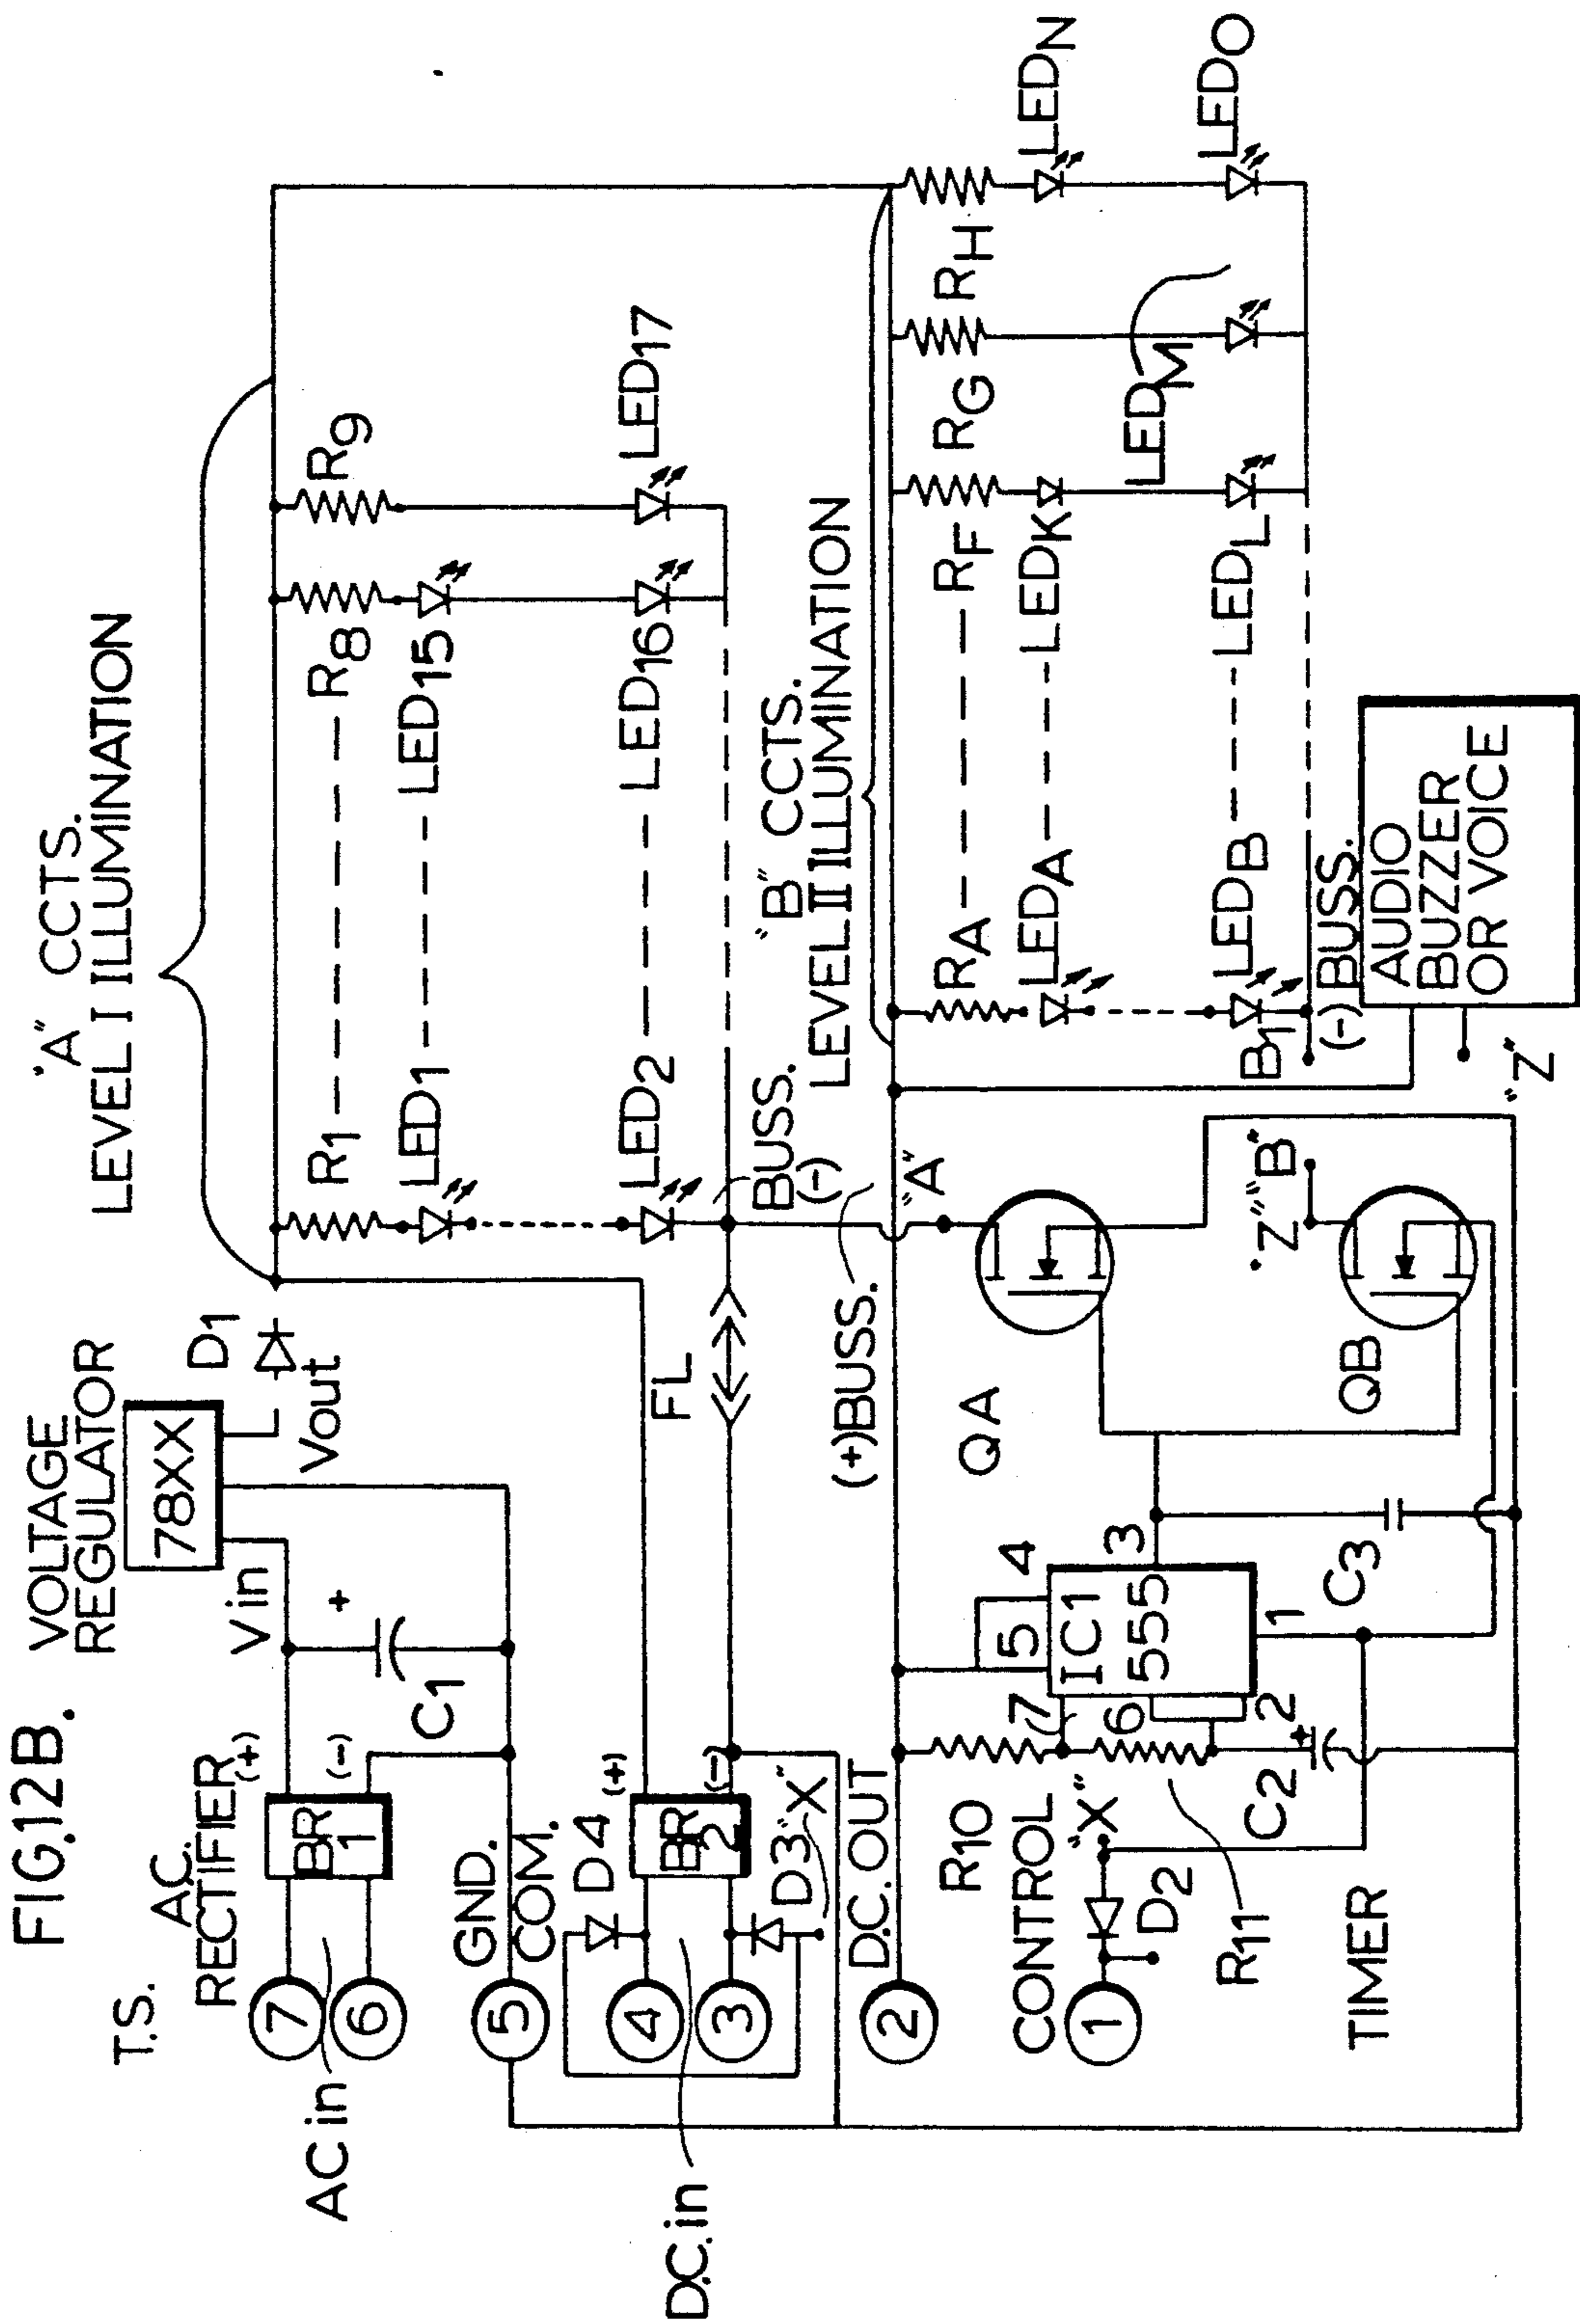 FIG.12B.
T.S.
A.C.
RECTIFIER
VOLTAGE
REGULATOR
78XX
Vin
Vout
D1
"A" CCTS.
LEVEL I ILLUMINATION
AC in
7
6
BR
1
(+)
(-)
C1
+
GND.
COM.
5
D4
4
3
BR
2
(+)
(-)
D3
"X"
D.C. in
FL
R1
R8
R9
LED1
LED15
LED2
LED16
LED17
BUSS.
(-)
"B" CCTS.
LEVEL II ILLUMINATION
D.C. OUT
2
(+)BUSS.
"A"
R10
CONTROL
1
"X"
D2
R11
TIMER
7
6
2
5
4
IC1
555
3
1
C2
+
C3
QA
QB
"Z"
"B"
RA
RF
RG
RH
LEDA
LEDK
LEDN
LEDB
LEDL
LEDM
LEDO
B1
(-)BUSS.
AUDIO
BUZZER
OR VOICE
"Z"